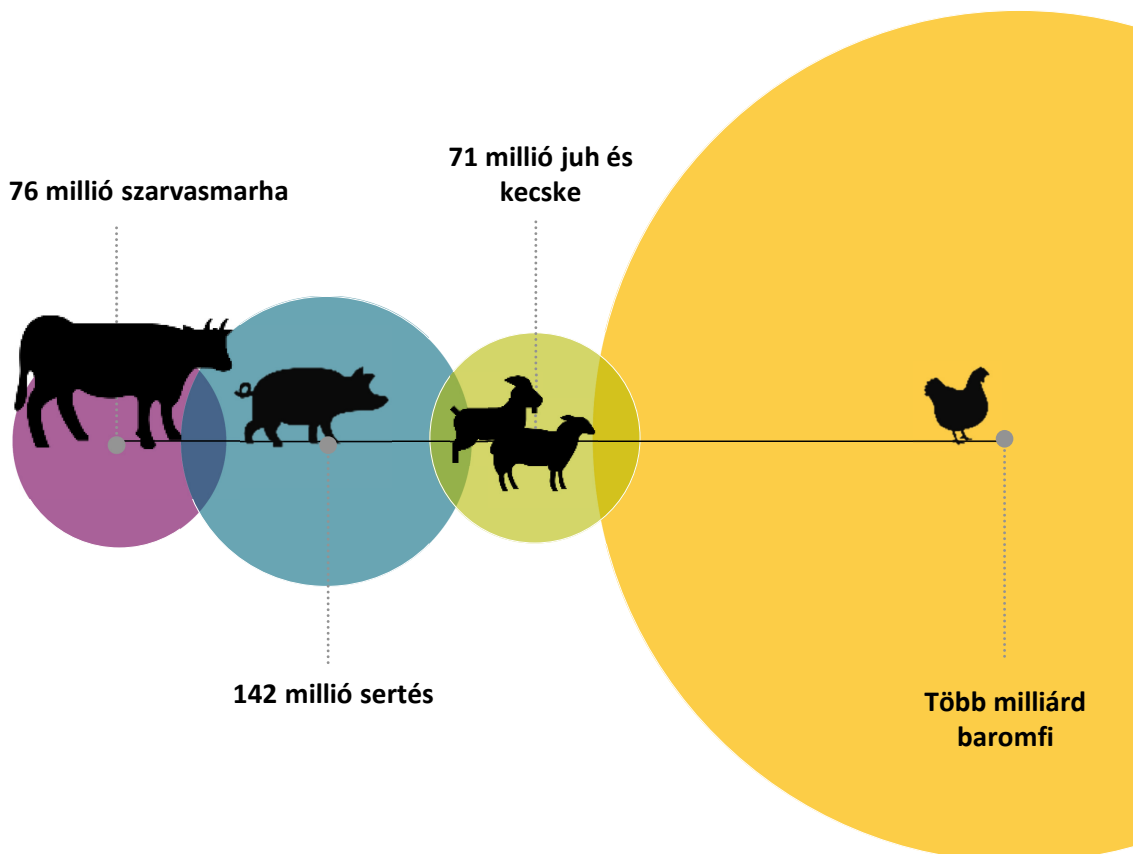 76 millió szarvasmarha
71 millió juh és
kecske
142 millió sertés
Több milliárd
baromfi